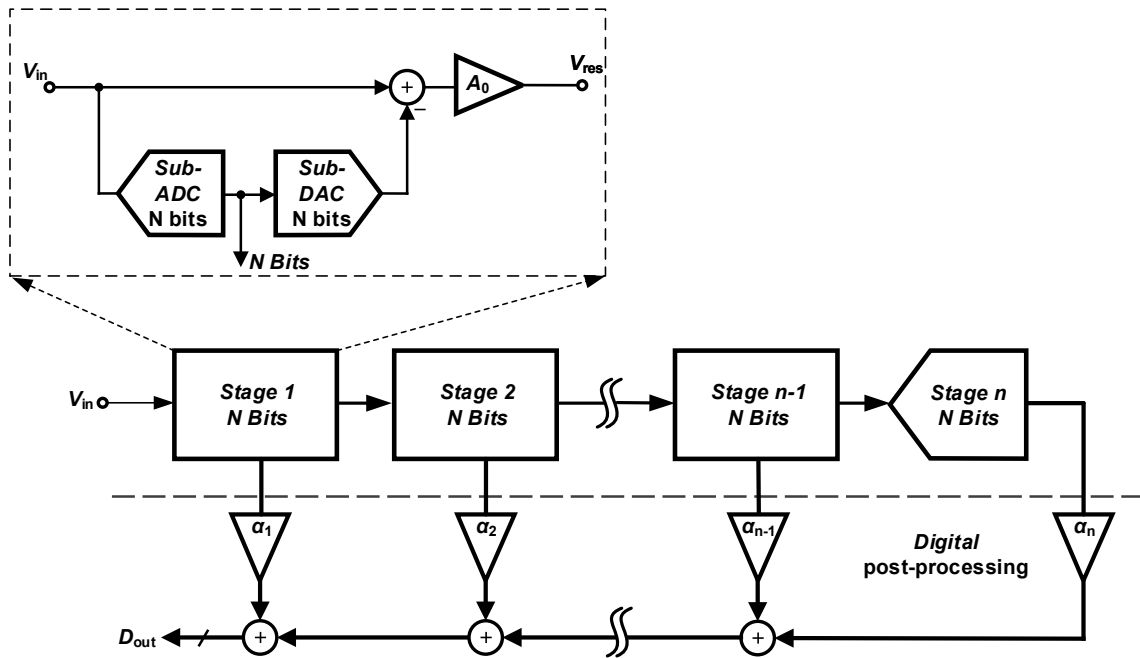 Vin
Vres
A0
+
−
Sub-
ADC
N bits
Sub-
DAC
N bits
N Bits
Vin
Stage 1
N Bits
Stage 2
N Bits
Stage n-1
N Bits
Stage n
N Bits
α1
α2
αn-1
αn
Digital
post-processing
Dout
+
+
+